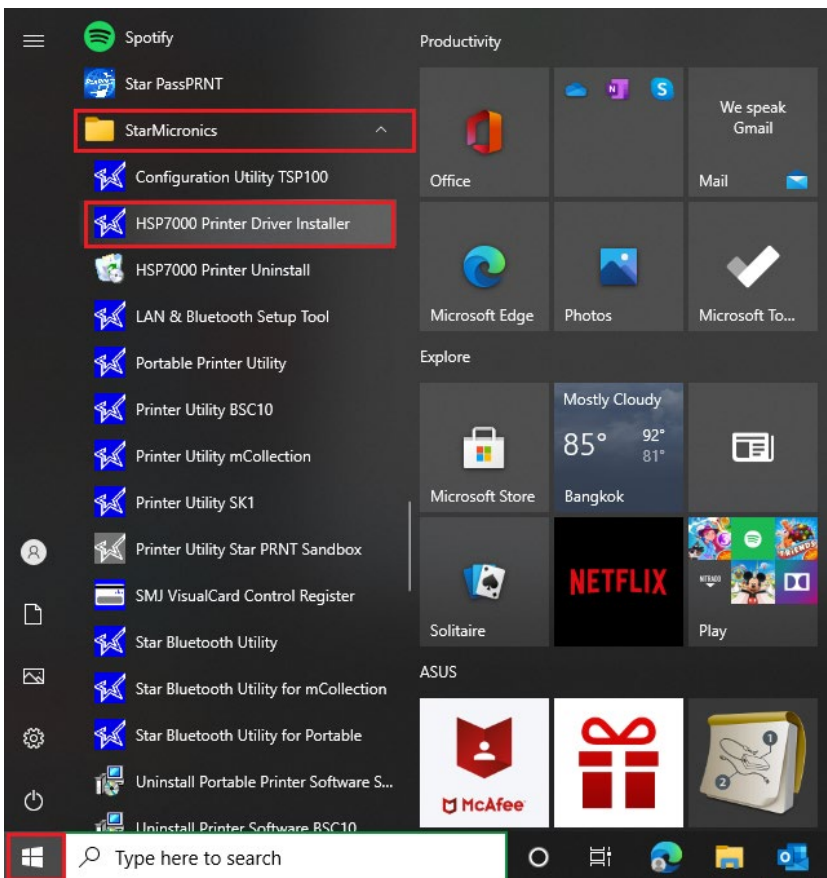 Spotify
Star PassPRNT
StarMicronics
Configuration Utility TSP100
HSP7000 Printer Driver Installer
HSP7000 Printer Uninstall
LAN & Bluetooth Setup Tool
Portable Printer Utility
Printer Utility BSC10
Printer Utility mCollection
Printer Utility SK1
Printer Utility Star PRNT Sandbox
SMJ VisualCard Control Register
Star Bluetooth Utility
Star Bluetooth Utility for mCollection
Star Bluetooth Utility for Portable
Uninstall Portable Printer Software S...
Uninstall Printer Software BSC10
Productivity
Office
We speak
Gmail
Mail
Microsoft Edge
Photos
Microsoft To...
Explore
Microsoft Store
Mostly Cloudy
85°
92°
81°
Bangkok
Solitaire
NETFLIX
NITRADO
FRIENDS
Play
ASUS
McAfee
1
2
Type here to search